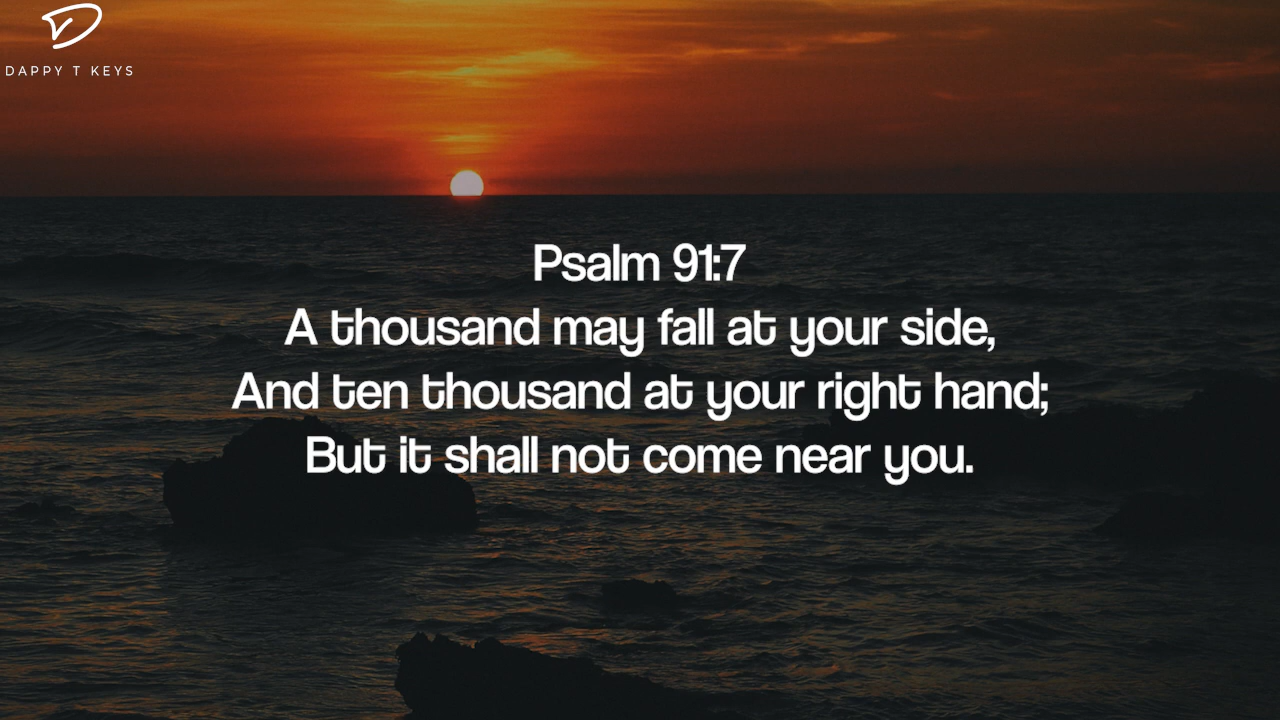 DAPPY T KEYS
Psalm 91:7
A thousand may fall at your side,
And ten thousand at your right hand;
But it shall not come near you.